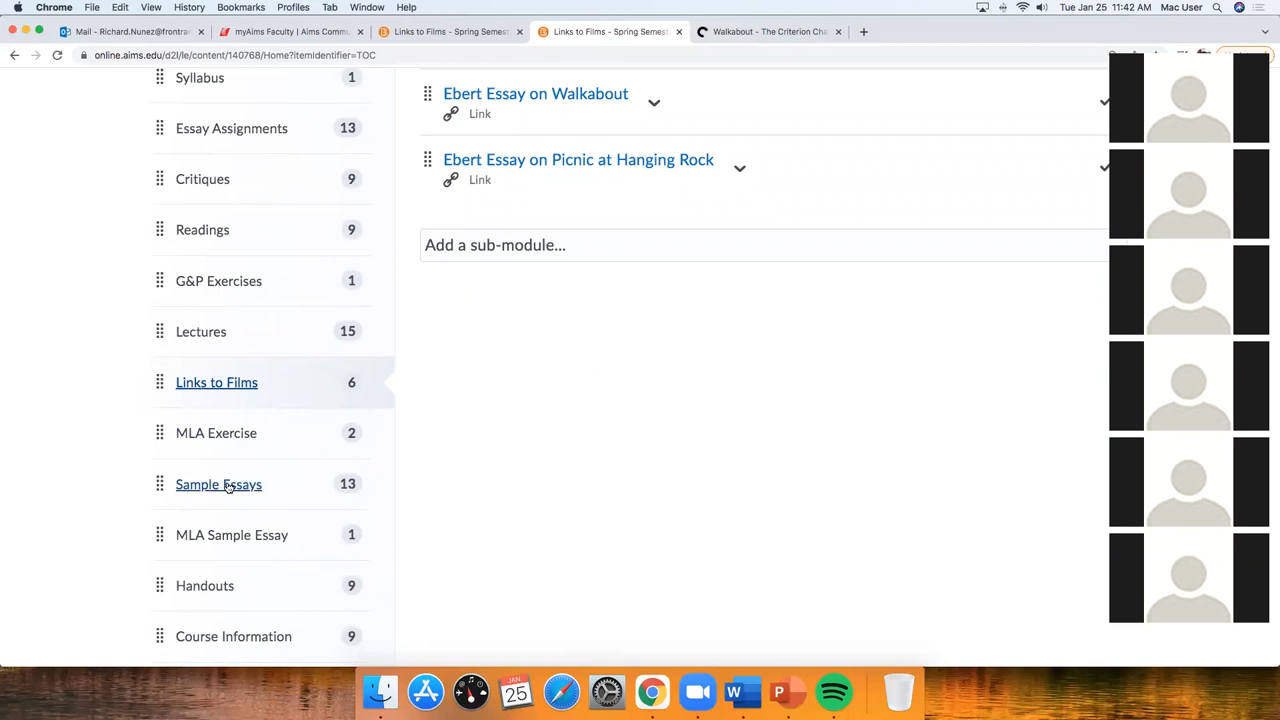 Chrome File Edit View History Bookmarks Profiles Tab Window Help Tue Jan 25 11:42 AM Mac User
Mail - Richard.Nunez@frontran
myAims Faculty | Aims Commu
Links to Films - Spring Semest
Links to Films - Spring Semest
Walkabout - The Criterion Cha
online.aims.edu/d2l/le/content/140768/Home?itemIdentifier=TOC
Syllabus 1
Essay Assignments 13
Critiques 9
Readings 9
G&P Exercises 1
Lectures 15
Links to Films 6
MLA Exercise 2
Sample Essays 13
MLA Sample Essay 1
Handouts 9
Course Information 9
Ebert Essay on Walkabout
Link
Ebert Essay on Picnic at Hanging Rock
Link
Add a sub-module...
JAN
25